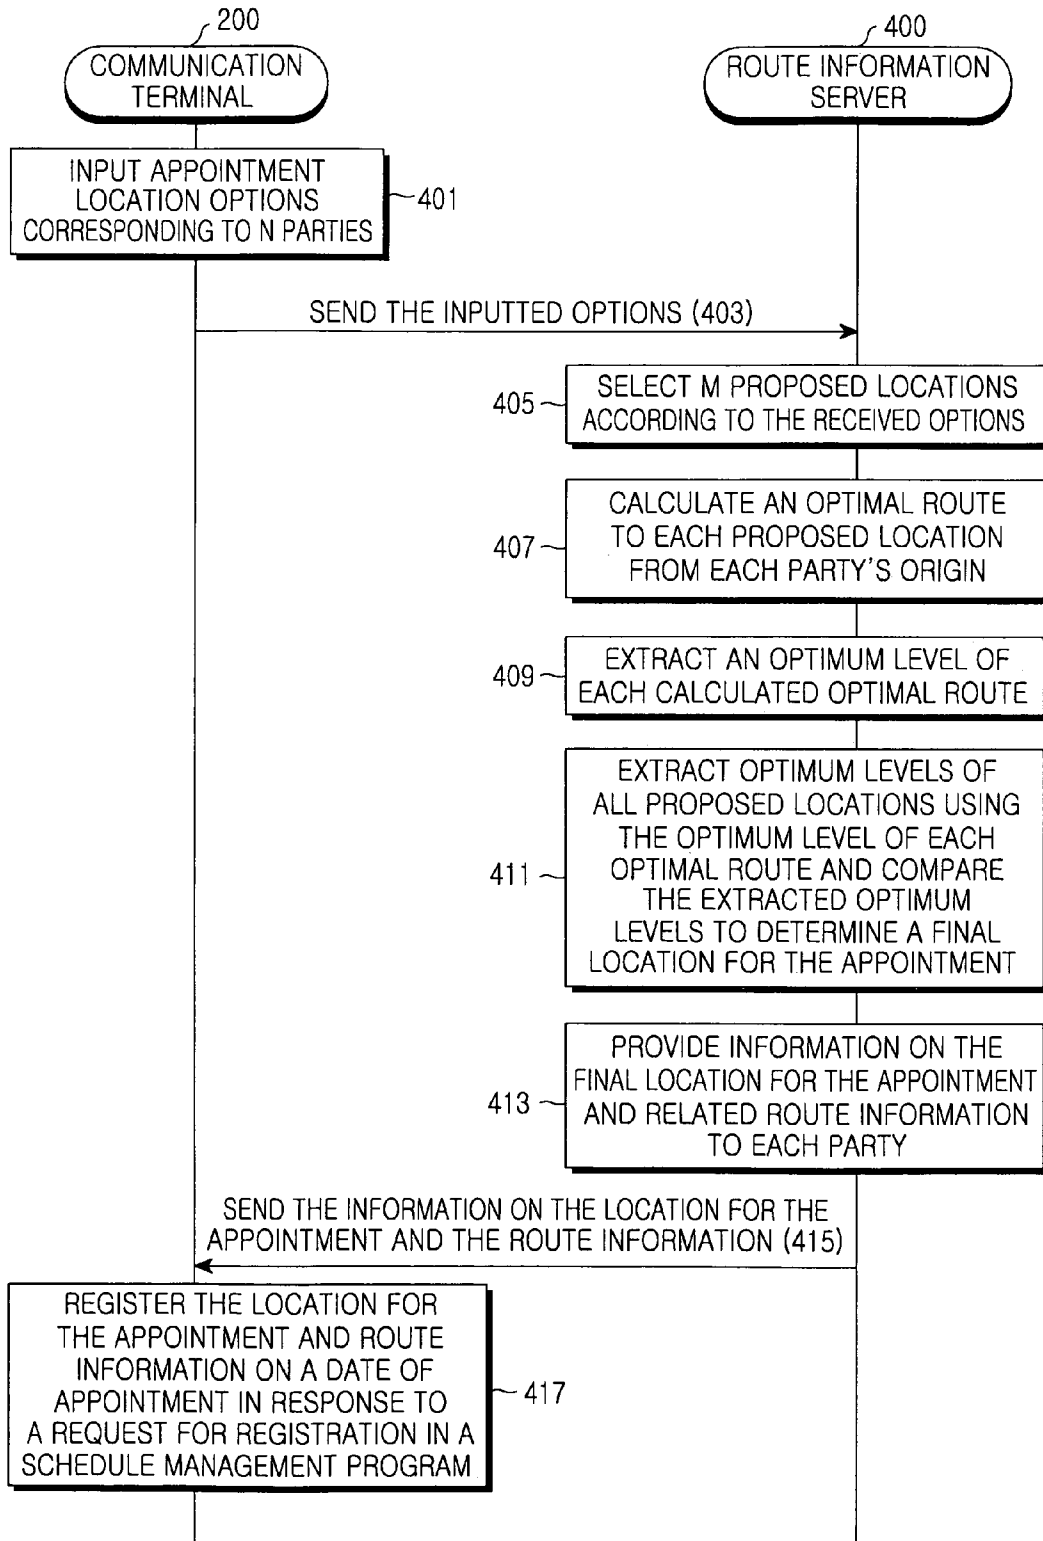 200
COMMUNICATION
TERMINAL
400
ROUTE INFORMATION
SERVER
INPUT APPOINTMENT
LOCATION OPTIONS
CORRESPONDING TO N PARTIES
401
SEND THE INPUTTED OPTIONS (403)
405
SELECT M PROPOSED LOCATIONS
ACCORDING TO THE RECEIVED OPTIONS
407
CALCULATE AN OPTIMAL ROUTE
TO EACH PROPOSED LOCATION
FROM EACH PARTY'S ORIGIN
409
EXTRACT AN OPTIMUM LEVEL OF
EACH CALCULATED OPTIMAL ROUTE
411
EXTRACT OPTIMUM LEVELS OF
ALL PROPOSED LOCATIONS USING
THE OPTIMUM LEVEL OF EACH
OPTIMAL ROUTE AND COMPARE
THE EXTRACTED OPTIMUM
LEVELS TO DETERMINE A FINAL
LOCATION FOR THE APPOINTMENT
413
PROVIDE INFORMATION ON THE
FINAL LOCATION FOR THE APPOINTMENT
AND RELATED ROUTE INFORMATION
TO EACH PARTY
SEND THE INFORMATION ON THE LOCATION FOR THE
APPOINTMENT AND THE ROUTE INFORMATION (415)
REGISTER THE LOCATION FOR
THE APPOINTMENT AND ROUTE
INFORMATION ON A DATE OF
APPOINTMENT IN RESPONSE TO
A REQUEST FOR REGISTRATION IN A
SCHEDULE MANAGEMENT PROGRAM
417